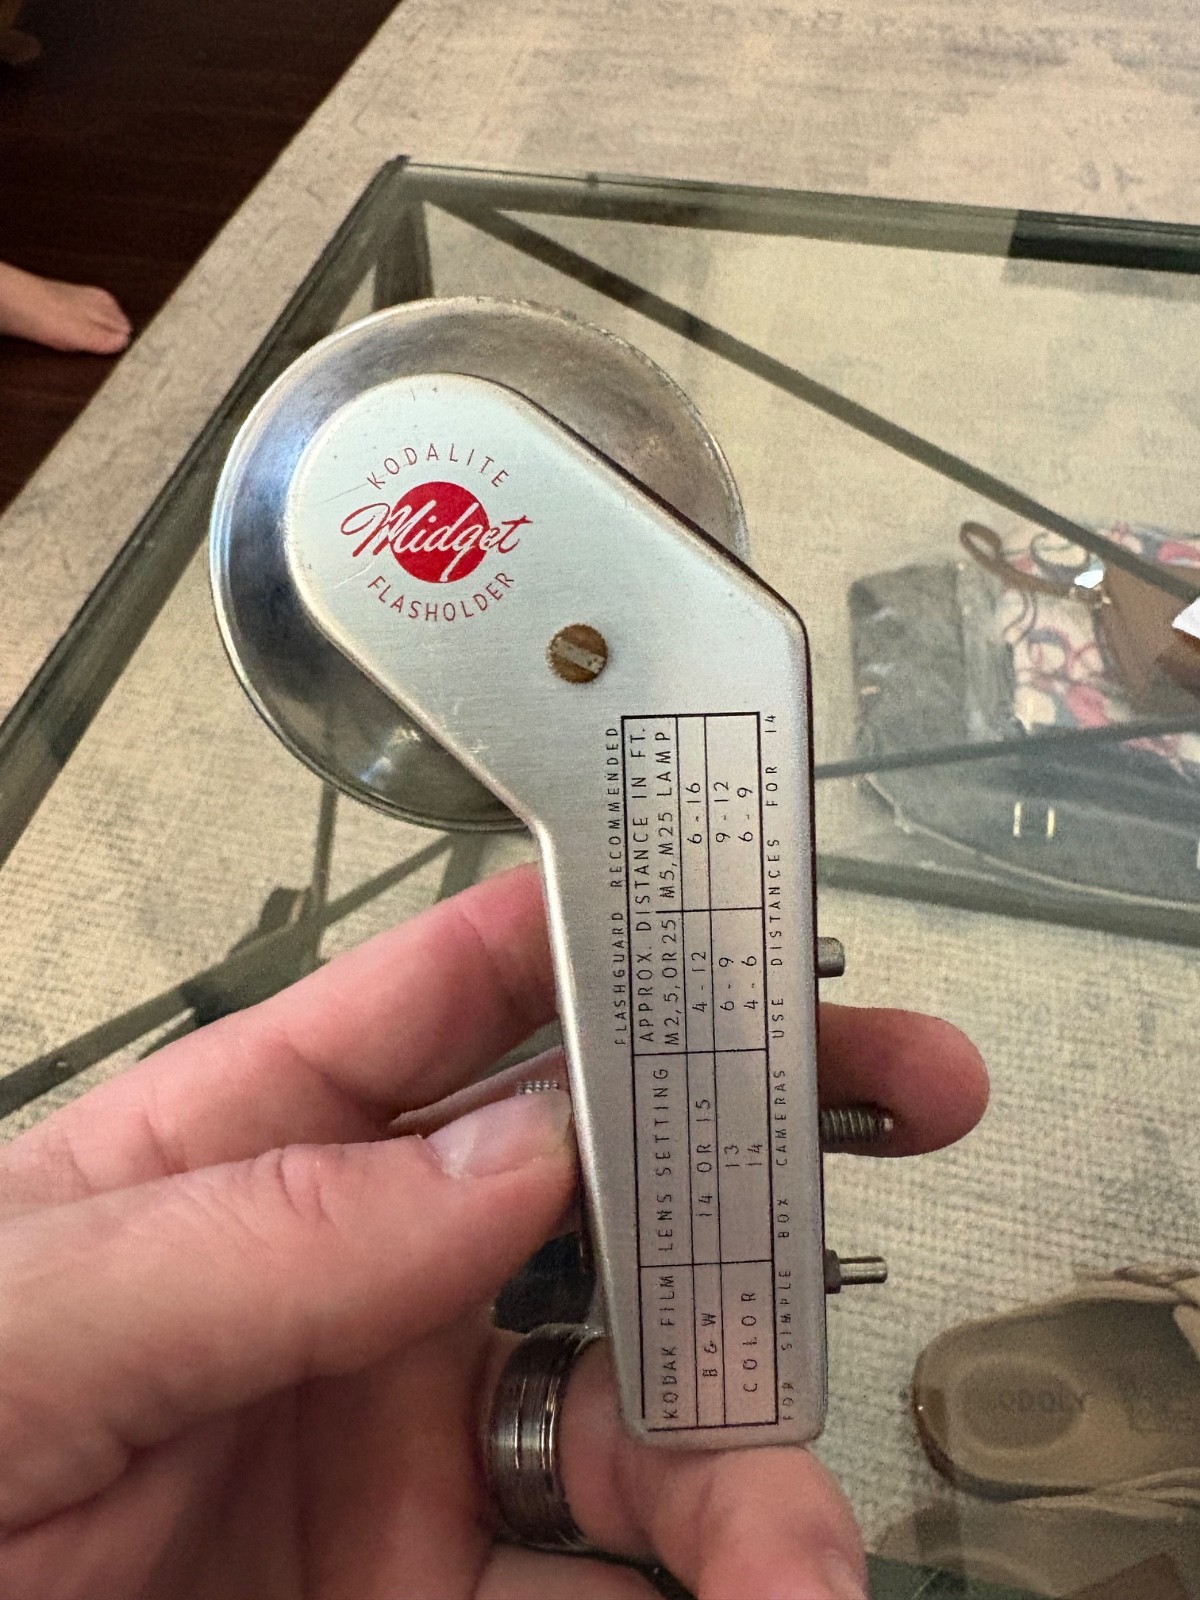 KODALITE
Midget
FLASHOLDER
FLASHGUARD RECOMMENDED
APPROX. DISTANCE IN FT.
KODAK FILM LENS SETTING M2,5,OR 25 M5,M25 LAMP
B & W 14 OR 15 4-12 6-16
COLOR 13 6-9 9-12
14 4-6 6-9
FOR SIMPLE BOX CAMERAS USE DISTANCES FOR 14